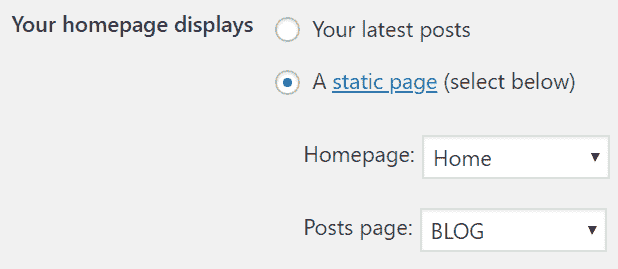 Your homepage displays
Your latest posts
A static page (select below)
Homepage: Home
Posts page: BLOG